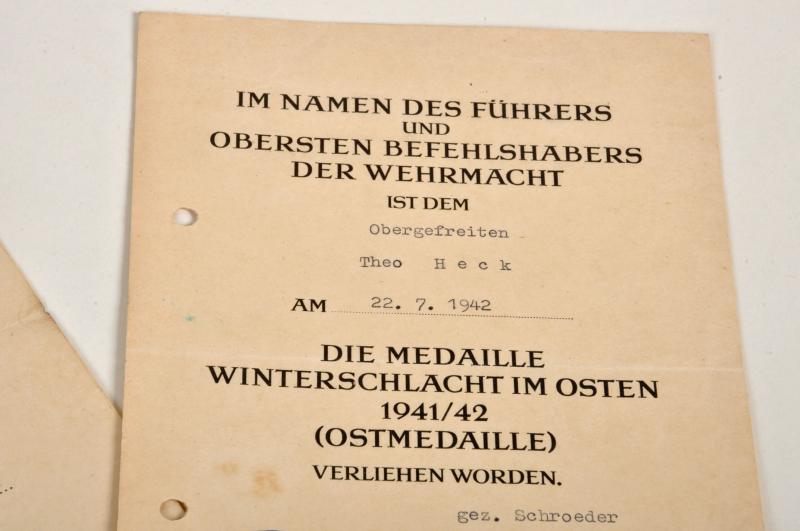 IM NAMEN DES FÜHRERS
UND
OBERSTEN BEFEHLSHABERS
DER WEHRMACHT
IST DEM
Obergefreiten
Theo H e c k
AM 22. 7. 1942
DIE MEDAILLE
WINTERSCHLACHT IM OSTEN
1941/42
(OSTMEDAILLE)
VERLIEHEN WORDEN.
gez. Schroeder